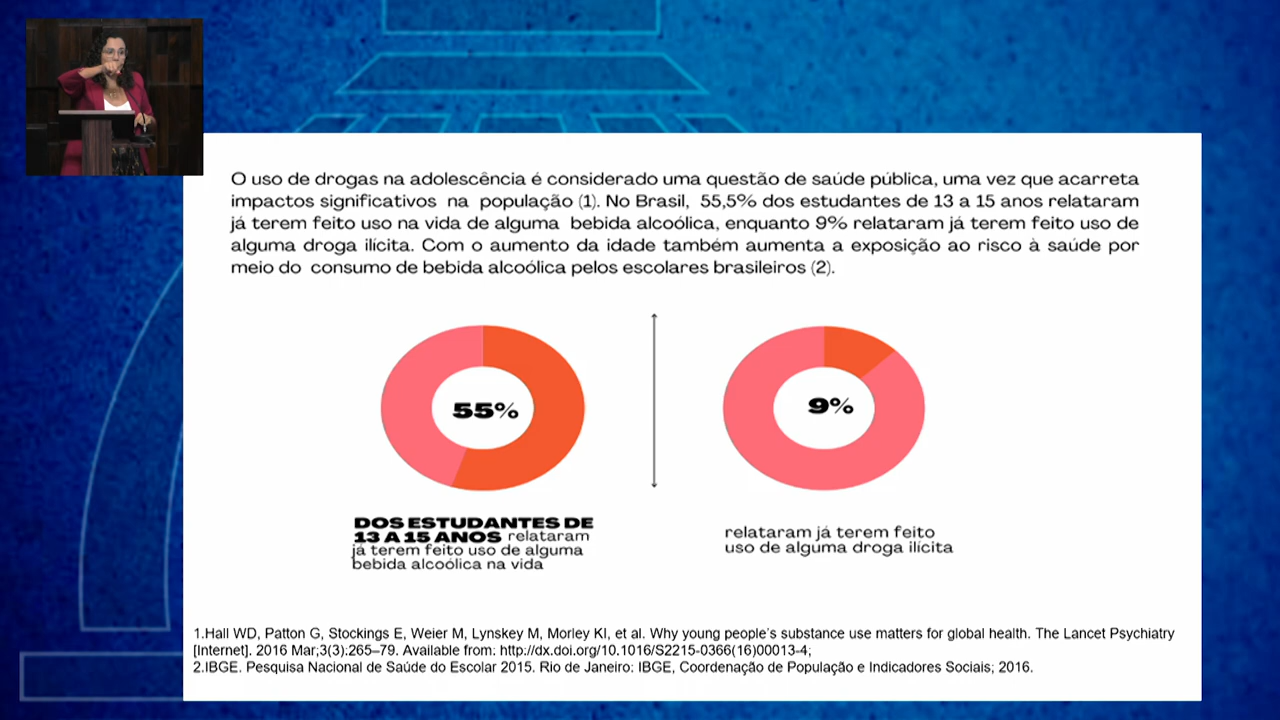 O uso de drogas na adolescência é considerado uma questão de saúde pública, uma vez que acarreta
impactos significativos na população (1). No Brasil, 55,5% dos estudantes de 13 a 15 anos relataram
já terem feito uso na vida de alguma bebida alcoólica, enquanto 9% relataram já terem feito uso de
alguma droga ilícita. Com o aumento da idade também aumenta a exposição ao risco à saúde por
meio do consumo de bebida alcoólica pelos escolares brasileiros (2).
55%
9%
DOS ESTUDANTES DE
13 A 15 ANOS relataram
já terem feito uso de alguma
bebida alcoólica na vida
relataram já terem feito
uso de alguma droga ilícita
1.Hall WD, Patton G, Stockings E, Weier M, Lynskey M, Morley KI, et al. Why young people's substance use matters for global health. The Lancet Psychiatry
[Internet]. 2016 Mar;3(3):265–79. Available from: http://dx.doi.org/10.1016/S2215-0366(16)00013-4;
2.IBGE. Pesquisa Nacional de Saúde do Escolar 2015. Rio de Janeiro: IBGE, Coordenação de População e Indicadores Sociais; 2016.